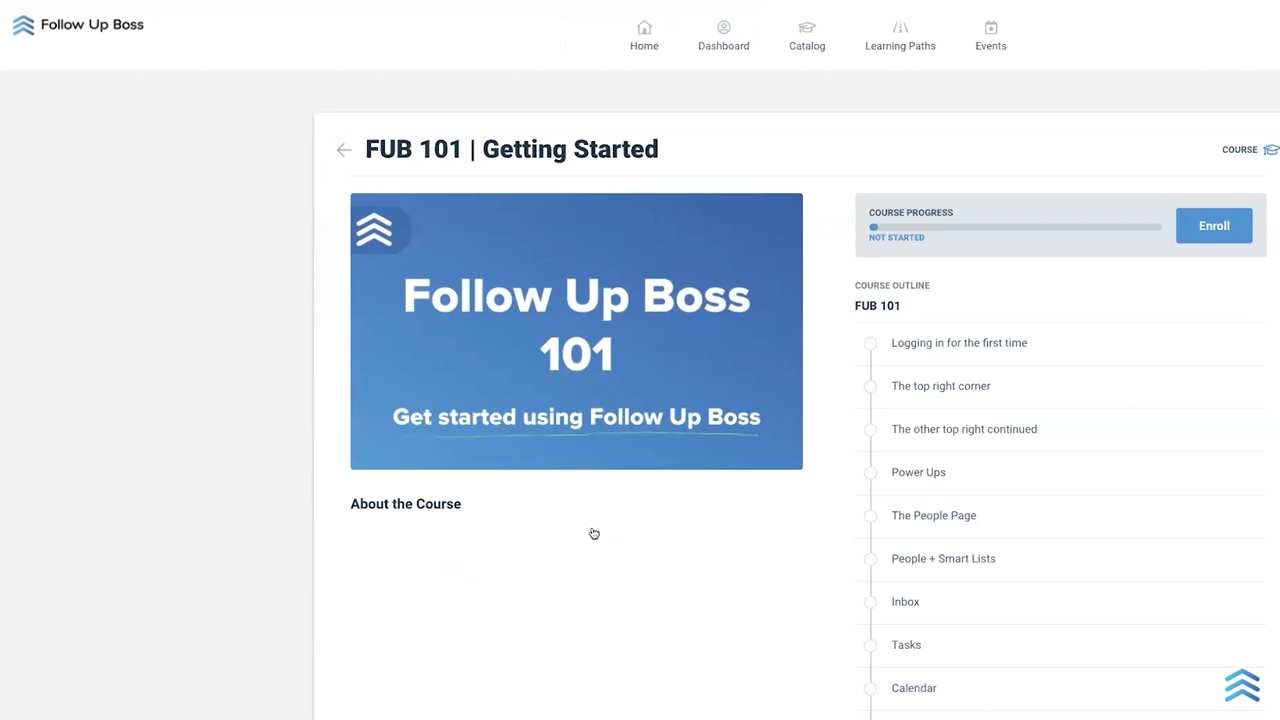 Follow Up Boss
Home
Dashboard
Catalog
Learning Paths
Events
FUB 101 | Getting Started
COURSE
Follow Up Boss
101
Get started using Follow Up Boss
About the Course
COURSE PROGRESS
NOT STARTED
Enroll
COURSE OUTLINE
FUB 101
Logging in for the first time
The top right corner
The other top right continued
Power Ups
The People Page
People + Smart Lists
Inbox
Tasks
Calendar